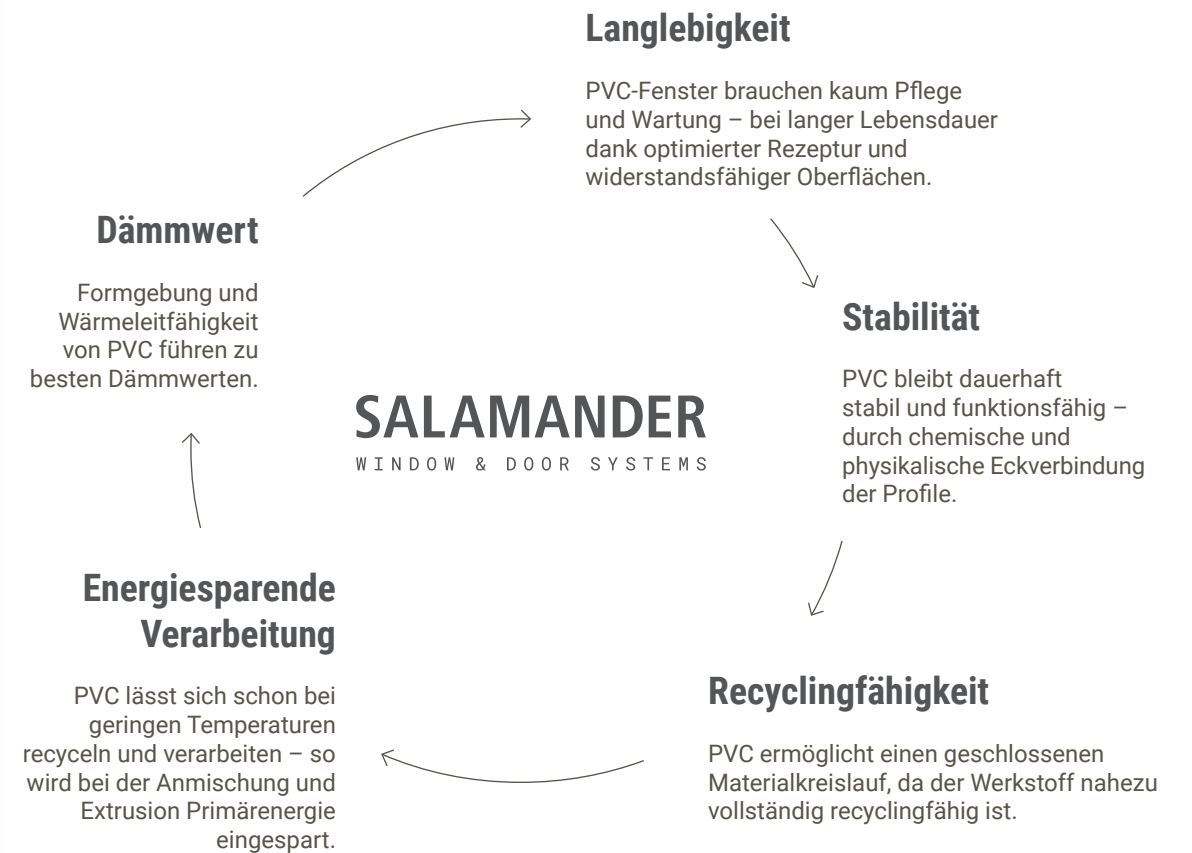 Langlebigkeit
PVC-Fenster brauchen kaum Pflege
und Wartung – bei langer Lebensdauer
dank optimierter Rezeptur und
widerstandsfähiger Oberflächen.
Stabilität
PVC bleibt dauerhaft
stabil und funktionsfähig –
durch chemische und
physikalische Eckverbindung
der Profile.
Recyclingfähigkeit
PVC ermöglicht einen geschlossenen
Materialkreislauf, da der Werkstoff nahezu
vollständig recyclingfähig ist.
Energiesparende
Verarbeitung
PVC lässt sich schon bei
geringen Temperaturen
recyceln und verarbeiten – so
wird bei der Anmischung und
Extrusion Primärenergie
eingespart.
Dämmwert
Formgebung und
Wärmeleitfähigkeit
von PVC führen zu
besten Dämmwerten.
SALAMANDER
WINDOW & DOOR SYSTEMS